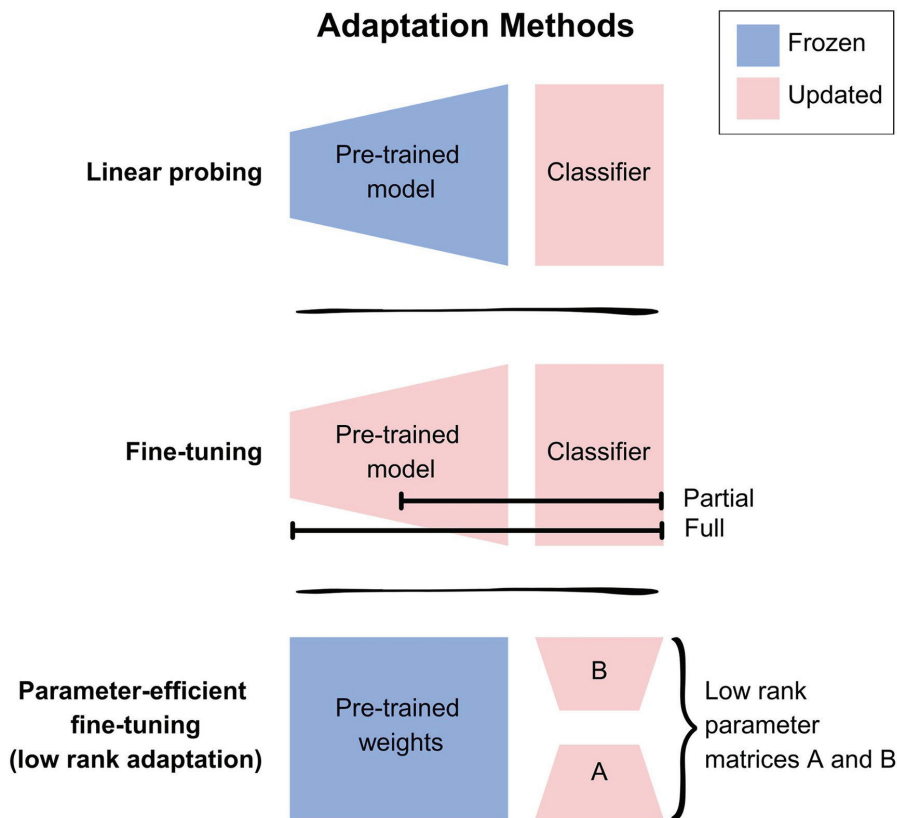 Adaptation Methods
Frozen
Updated
Linear probing
Pre-trained
model
Classifier
Fine-tuning
Pre-trained
model
Classifier
Partial
Full
Parameter-efficient
fine-tuning
(low rank adaptation)
Pre-trained
weights
B
A
Low rank
parameter
matrices A and B